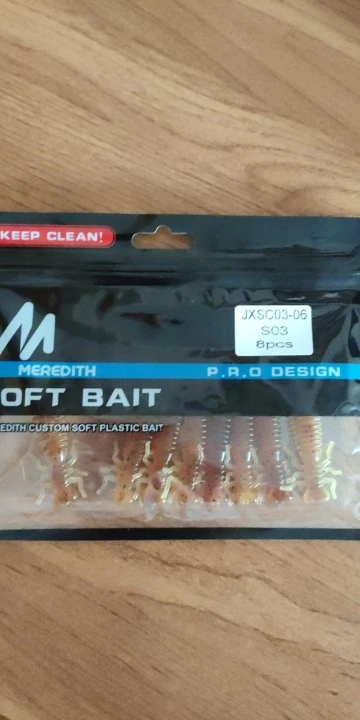 KEEP CLEAN!
JXSC03-06
S03
8pcs
MEREDITH
P.R.O DESIGN
OFT BAIT
EDITH CUSTOM SOFT PLASTIC BAIT